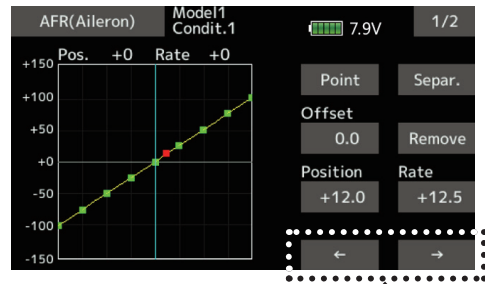 AFR(Aileron)
Model1
Condit.1
7.9V
1/2
Pos. +0 Rate +0
+150
+100
+50
+0
-50
-100
-150
Point
Separ.
Offset
0.0
Remove
Position
Rate
+12.0
+12.5
←
→